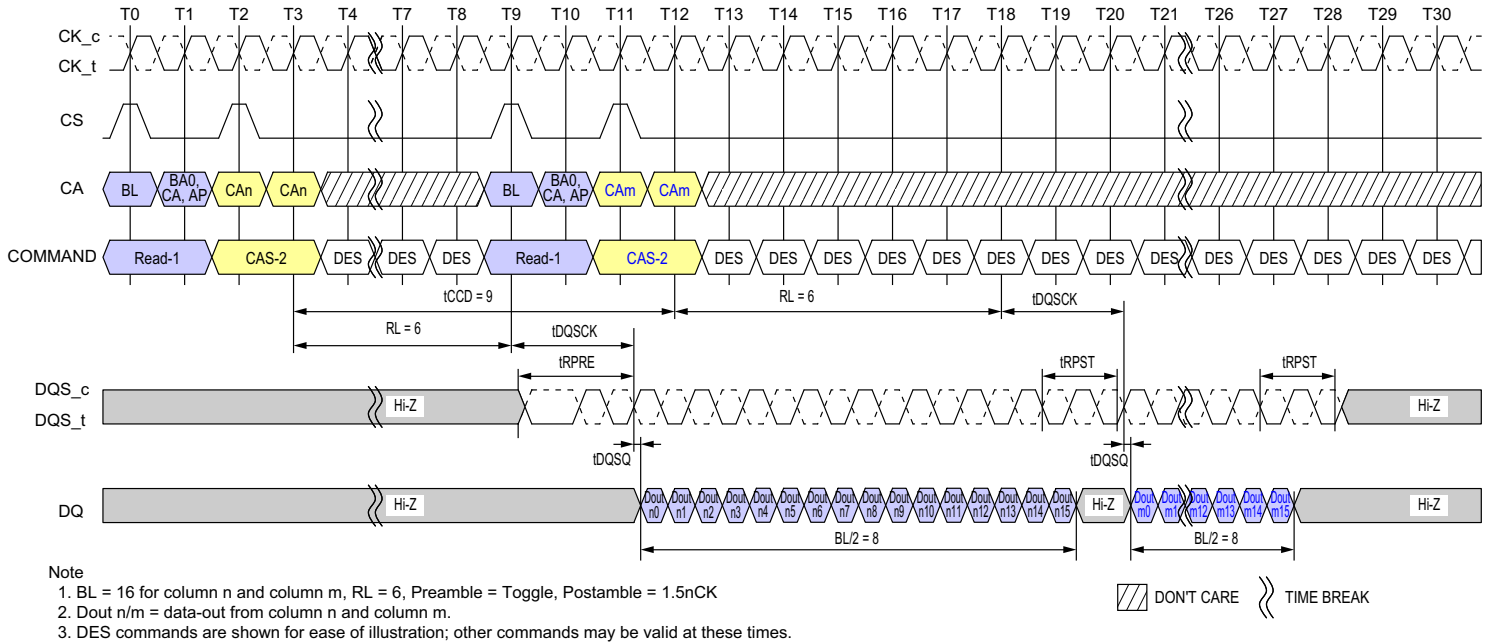 T0 T1 T2 T3 T4 T7 T8 T9 T10 T11 T12 T13 T14 T15 T16 T17 T18 T19 T20 T21 T26 T27 T28 T29 T30
CK_c
CK_t
CS
CA BL BA0, CA, AP CAn CAn BL BA0, CA, AP CAm CAm
COMMAND Read-1 CAS-2 DES DES DES Read-1 CAS-2 DES DES DES DES DES DES DES DES DES DES DES DES DES DES
tCCD = 9 RL = 6 tDQSCK
RL = 6 tDQSCK
tRPRE tRPST tRPST
DQS_c
DQS_t
Hi-Z Hi-Z
tDQSQ tDQSQ
DQ Hi-Z Dout n0 Dout n1 Dout n2 Dout n3 Dout n4 Dout n5 Dout n6 Dout n7 Dout n8 Dout n9 Dout n10 Dout n11 Dout n12 Dout n13 Dout n14 Dout n15 Hi-Z Dout m0 Dout m1 Dout m12 Dout m13 Dout m14 Dout m15 Hi-Z
BL/2 = 8 BL/2 = 8
Note
1. BL = 16 for column n and column m, RL = 6, Preamble = Toggle, Postamble = 1.5nCK
2. Dout n/m = data-out from column n and column m.
3. DES commands are shown for ease of illustration; other commands may be valid at these times.
DON'T CARE TIME BREAK